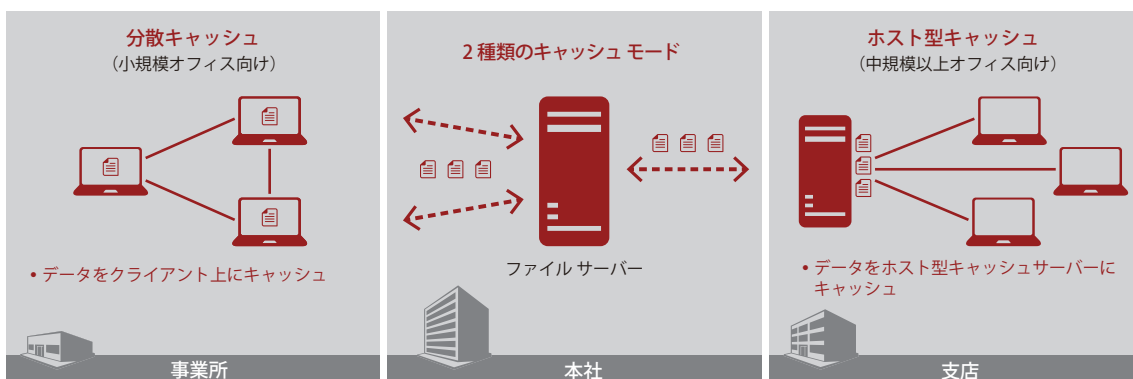 分散キャッシュ
（小規模オフィス向け）
• データをクライアント上にキャッシュ
事業所
2 種類のキャッシュ モード
ファイル サーバー
本社
ホスト型キャッシュ
（中規模以上オフィス向け）
• データをホスト型キャッシュサーバーに
キャッシュ
支店